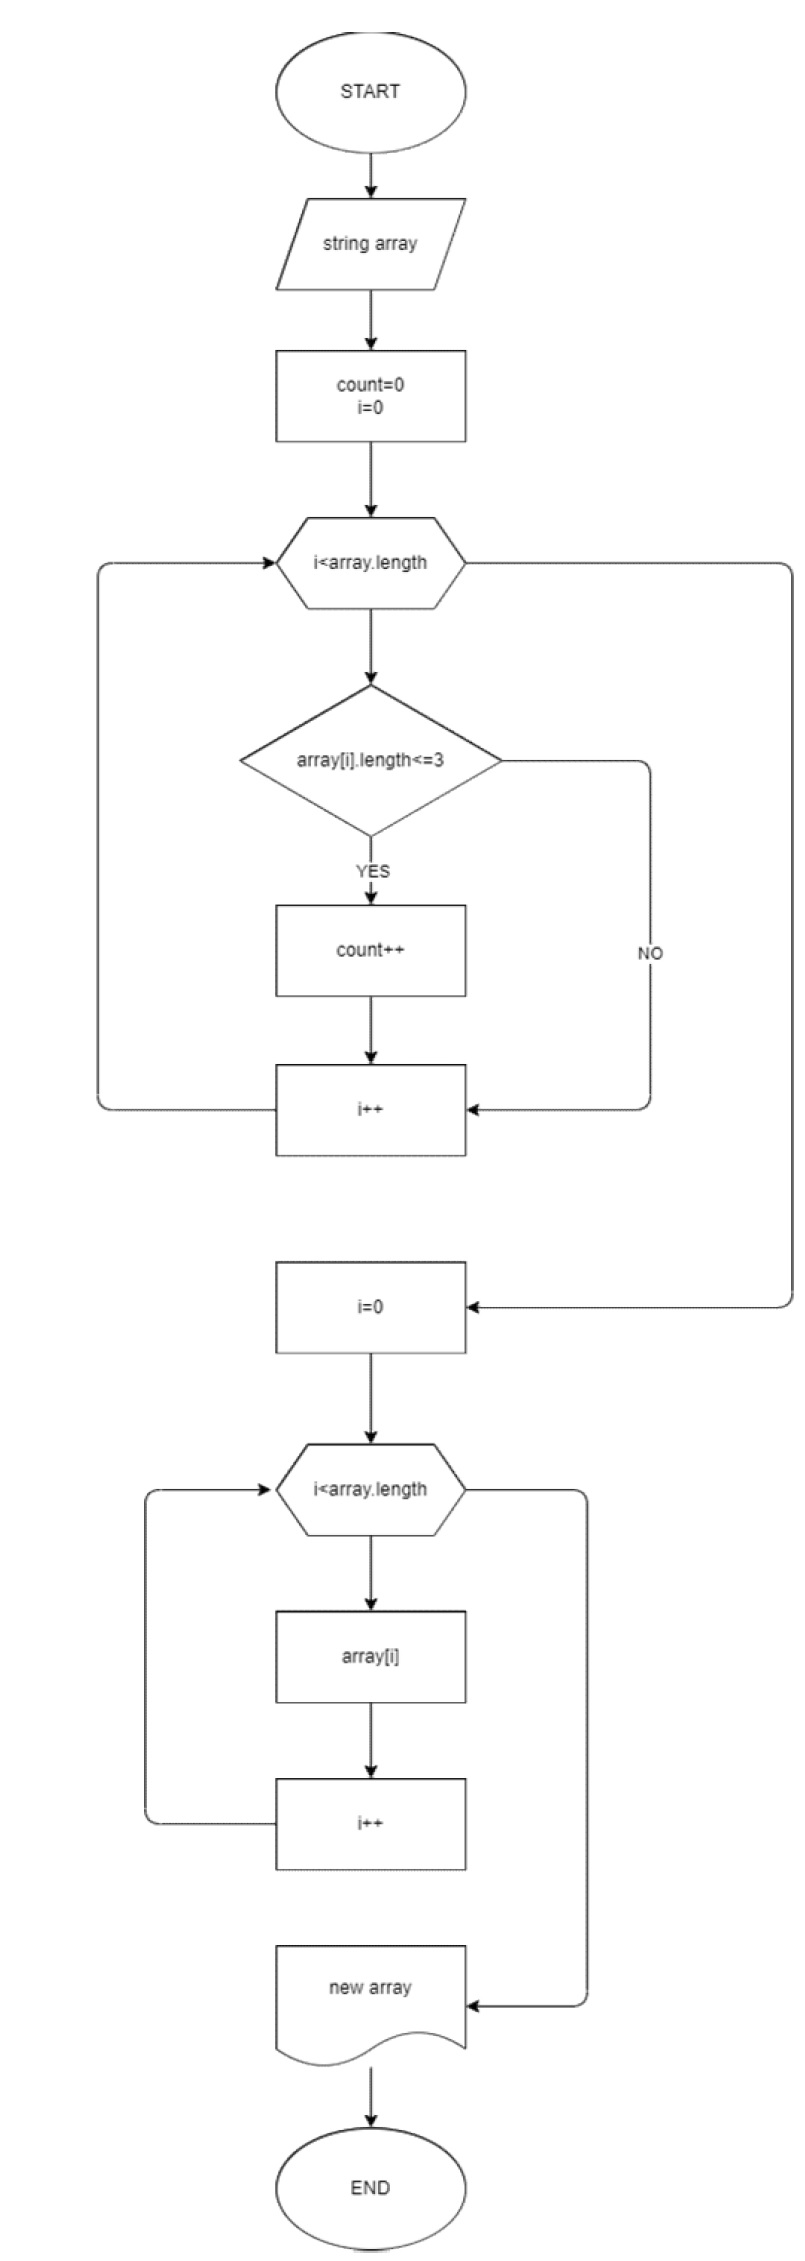 START
string array
count=0
i=0
i<array.length
array[i].length<=3
YES
count++
NO
i++
i=0
i<array.length
array[i]
i++
new array
END